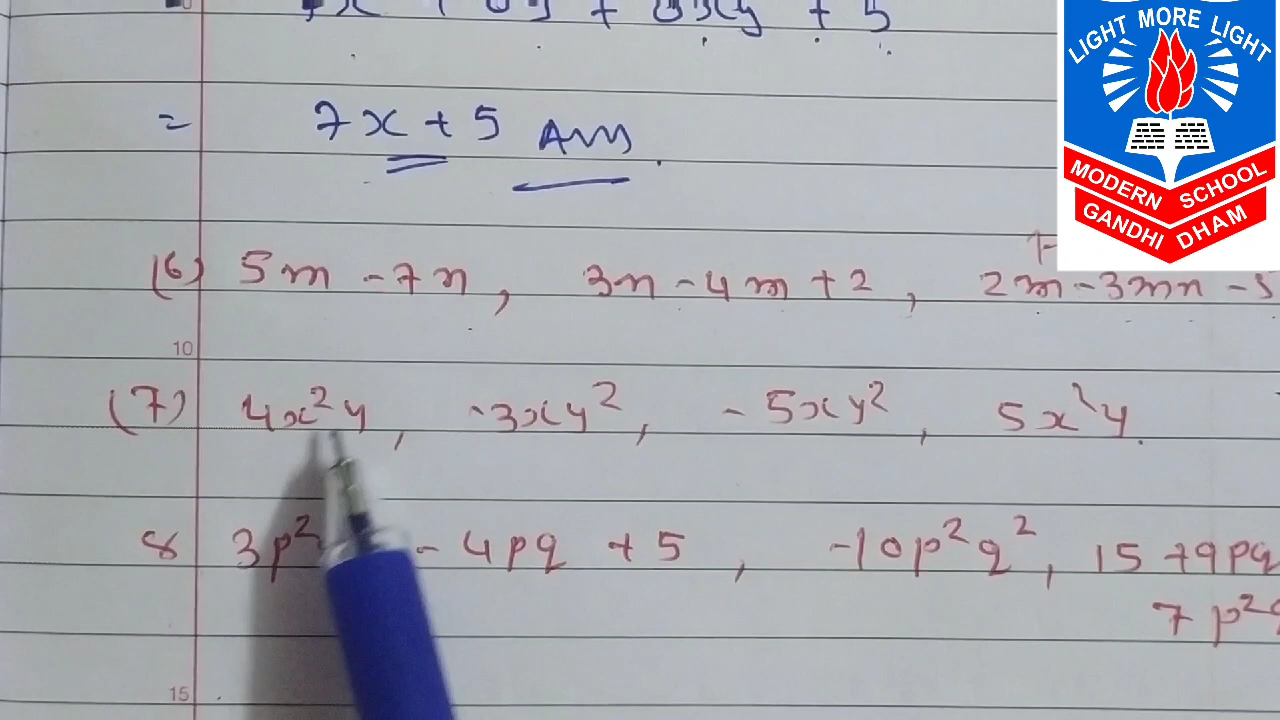 + 5
= 7x + 5 Ans
LIGHT MORE LIGHT
MODERN SCHOOL
GANDHI DHAM
(6) 5m - 7n, 3n - 4m + 2, 2m - 3mn - 5
10
(7) 4x²y, -3xy², -5xy², 5x²y.
8 3p² - 4pq + 5, -10p²q², 15 + 9pq
7p²
15